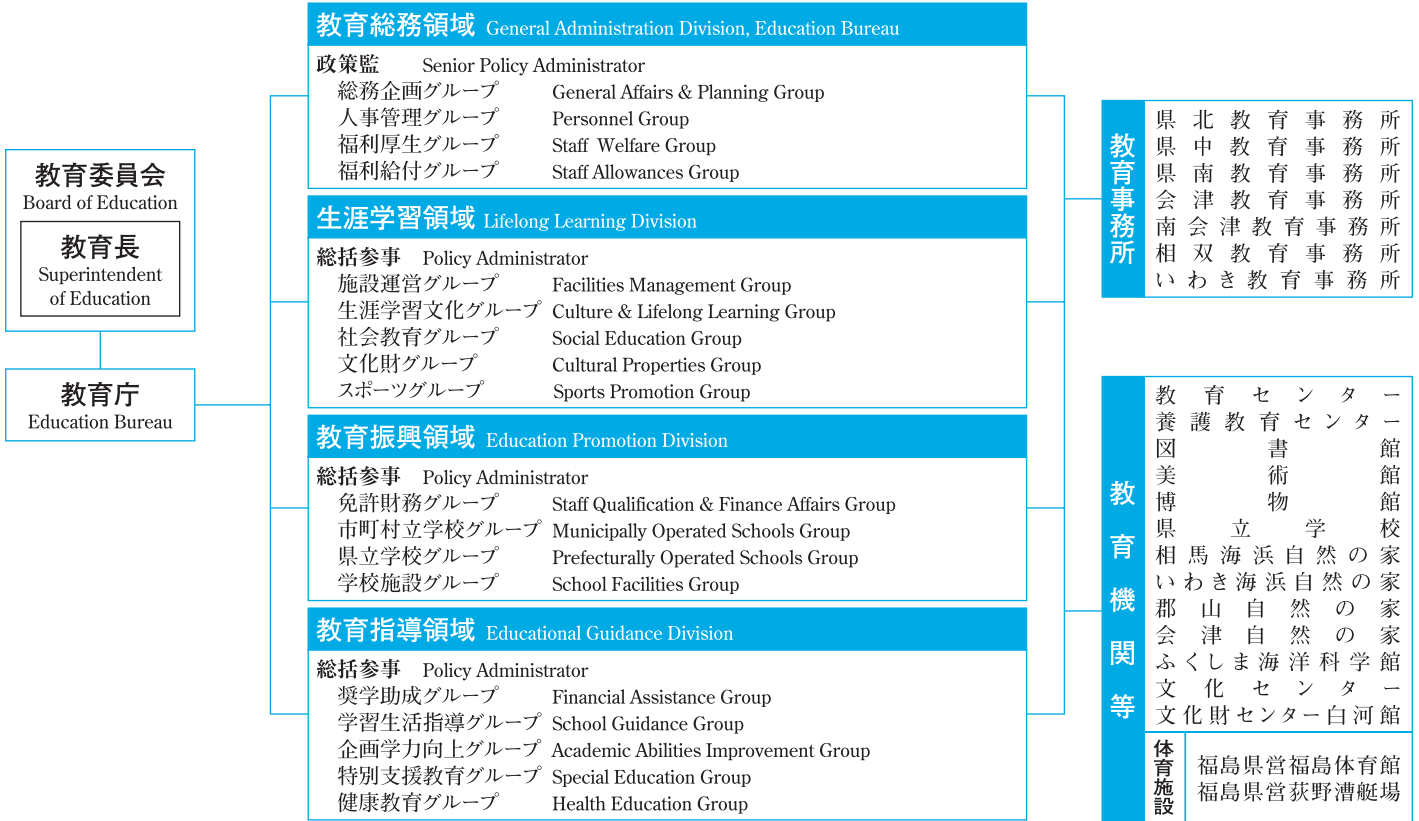 教育委員会
Board of Education
教育長
Superintendent
of Education
教育庁
Education Bureau
教育総務領域 General Administration Division, Education Bureau
政策監 Senior Policy Administrator
総務企画グループ General Affairs & Planning Group
人事管理グループ Personnel Group
福利厚生グループ Staff Welfare Group
福利給付グループ Staff Allowances Group
生涯学習領域 Lifelong Learning Division
総括参事 Policy Administrator
施設運営グループ Facilities Management Group
生涯学習文化グループ Culture & Lifelong Learning Group
社会教育グループ Social Education Group
文化財グループ Cultural Properties Group
スポーツグループ Sports Promotion Group
教育振興領域 Education Promotion Division
総括参事 Policy Administrator
免許財務グループ Staff Qualification & Finance Affairs Group
市町村立学校グループ Municipally Operated Schools Group
県立学校グループ Prefecturally Operated Schools Group
学校施設グループ School Facilities Group
教育指導領域 Educational Guidance Division
総括参事 Policy Administrator
奨学助成グループ Financial Assistance Group
学習生活指導グループ School Guidance Group
企画学力向上グループ Academic Abilities Improvement Group
特別支援教育グループ Special Education Group
健康教育グループ Health Education Group
教育事務所
県北教育事務所
県中教育事務所
県南教育事務所
会津教育事務所
南会津教育事務所
相双教育事務所
いわき教育事務所
教育機関等
教育センター
養護教育センター
図書館
美術館
博物館
県立学校
相馬海浜自然の家
いわき海浜自然の家
郡山自然の家
会津自然の家
ふくしま海洋科学館
文化センター
文化財センター白河館
体育施設
福島県営福島体育館
福島県営荻野漕艇場